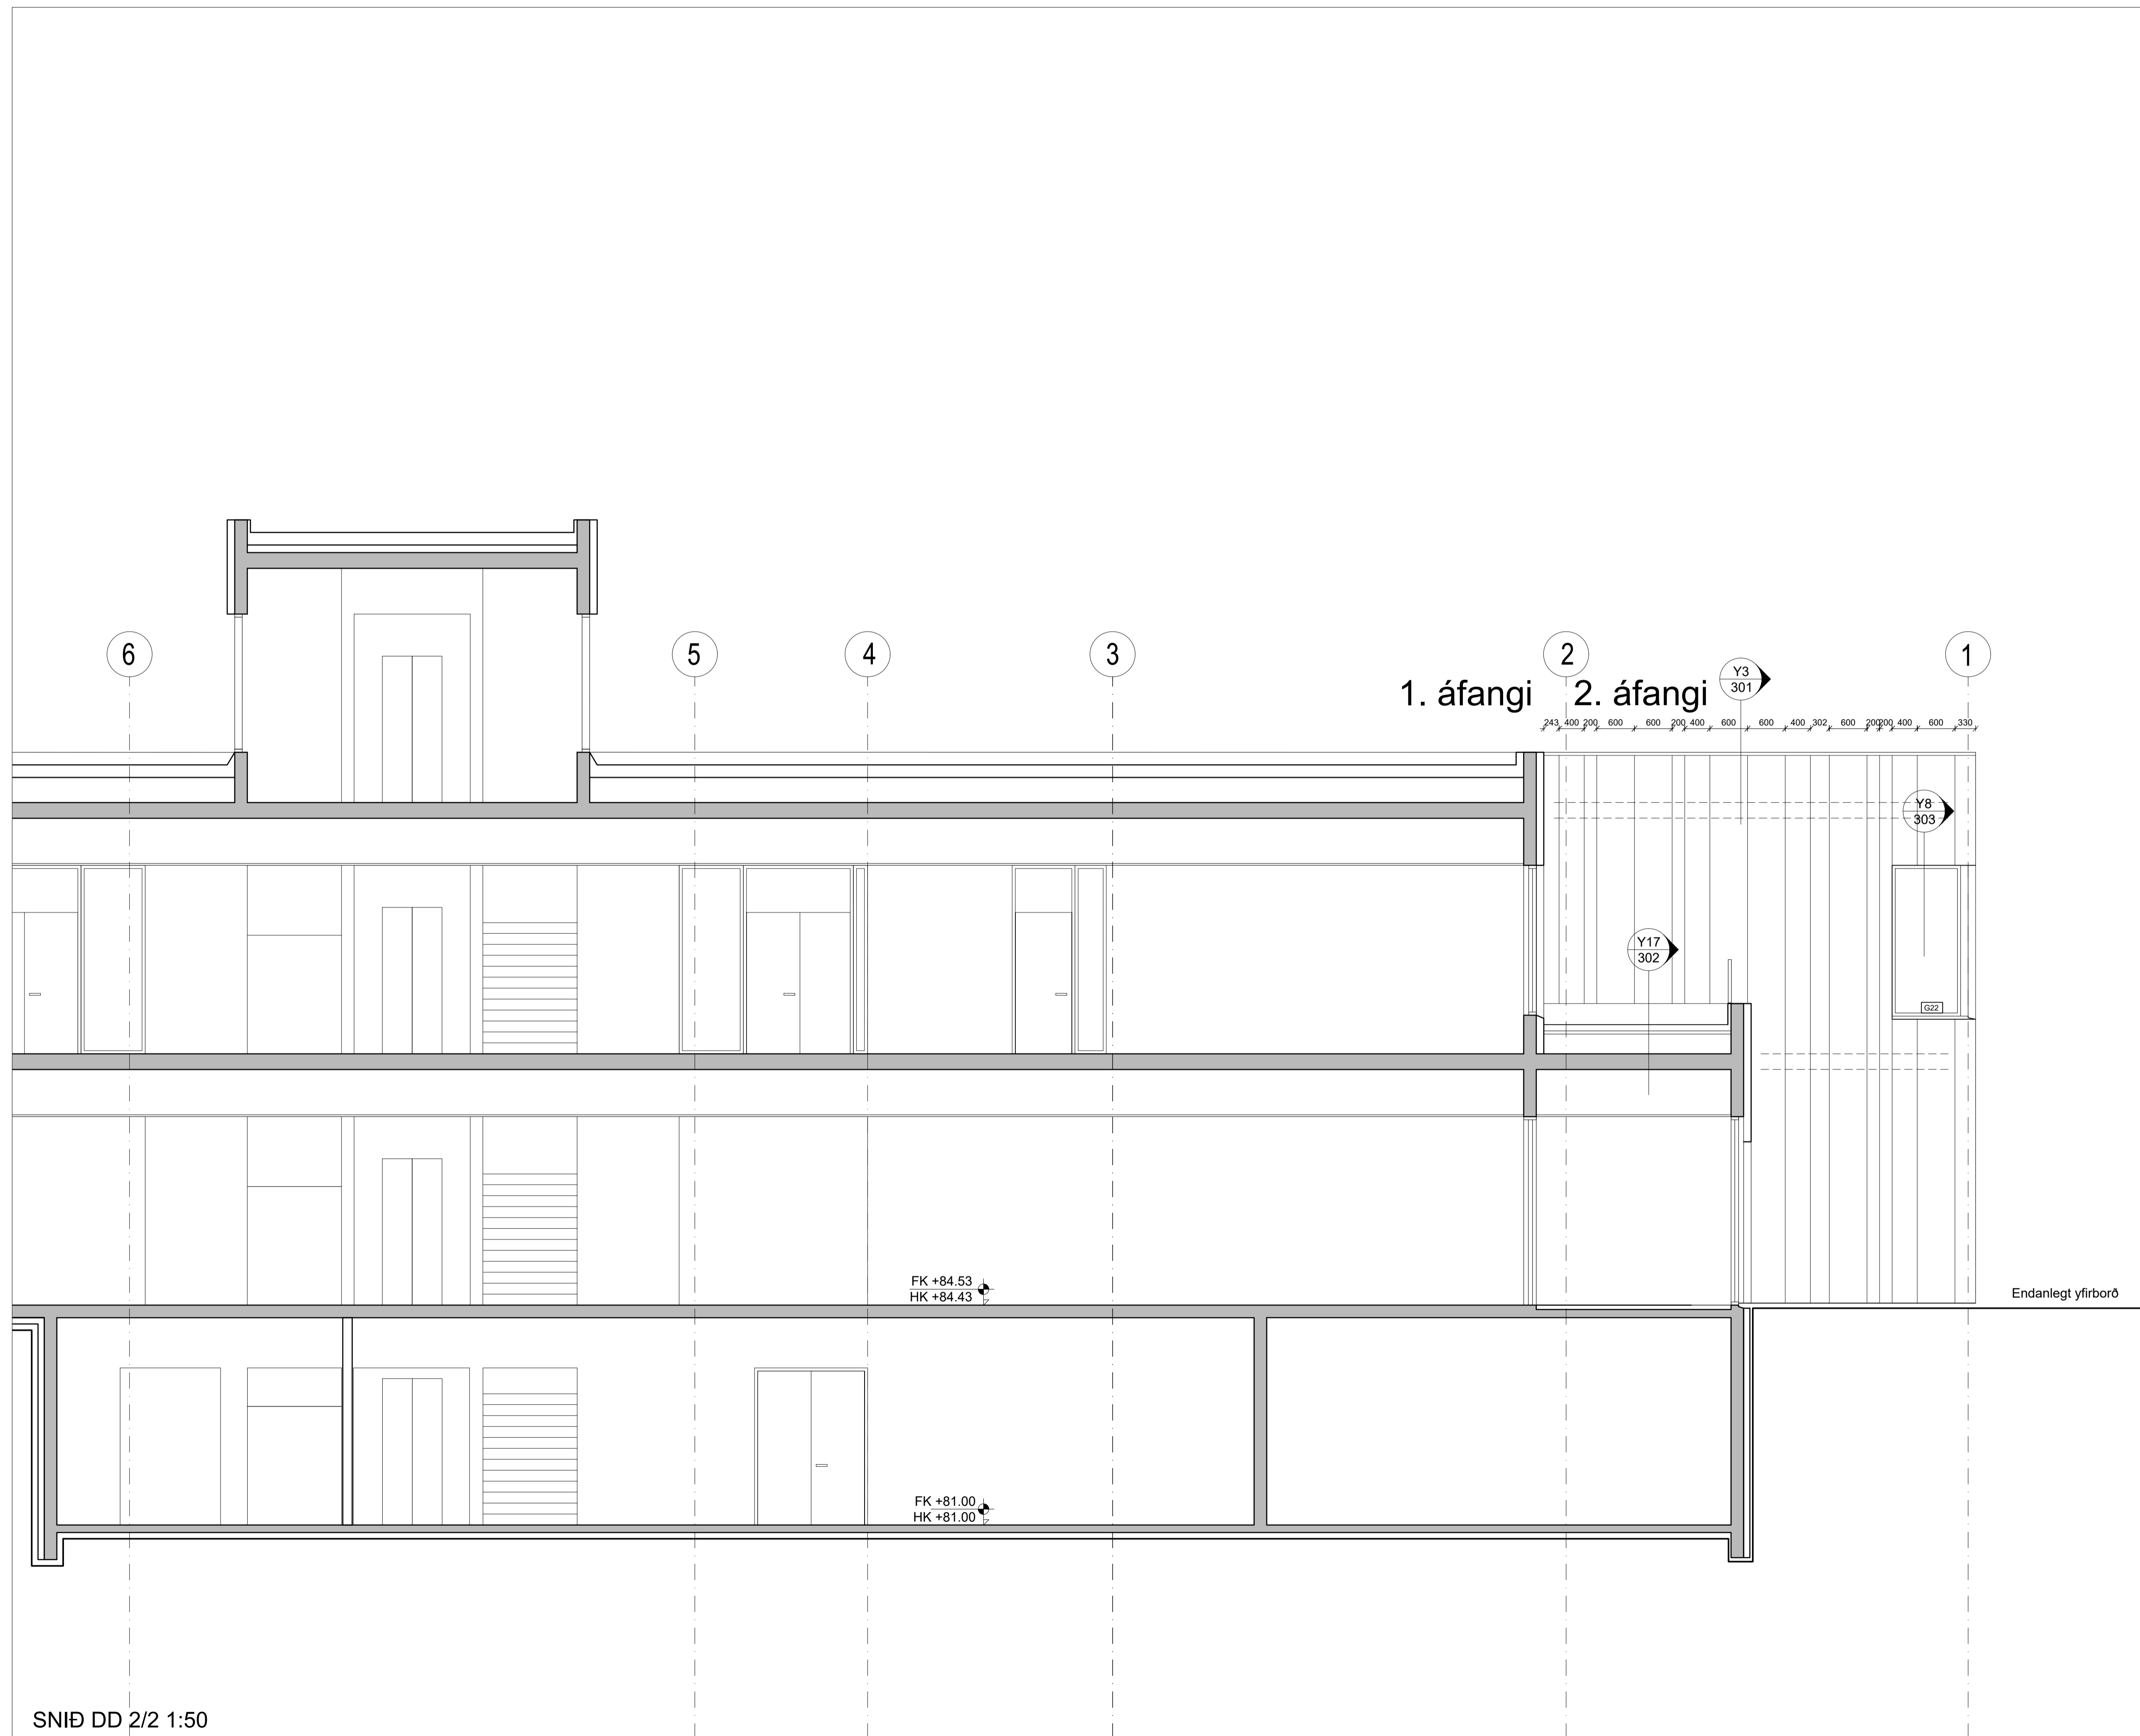 6
5
4
3
2
1
1. áfangi
2. áfangi
Y3
301
243 400 200 600 600 200 400 600 600 400 302 600 200 200 400 600 330
Y8
303
Y17
302
G22
FK +84.53
HK +84.43
Endanlegt yfirborð
FK +81.00
HK +81.00
SNIÐ DD 2/2 1:50